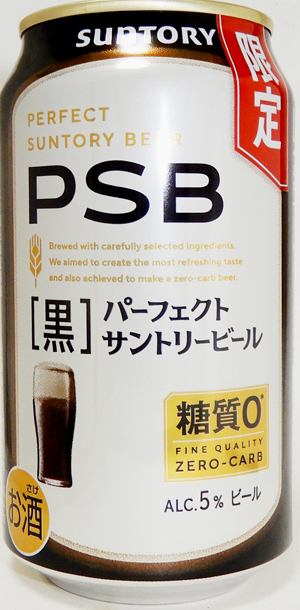 SUNTORY
限定
PERFECT
SUNTORY BEER
PSB
Brewed with carefully selected ingredients.
We aimed to create the most refreshing taste
and also achieved to make a zero-carb beer.
[黒] パーフェクト
サントリービール
糖質0*
FINE QUALITY
ZERO-CARB
さけ
お酒
ALC.5% ビール